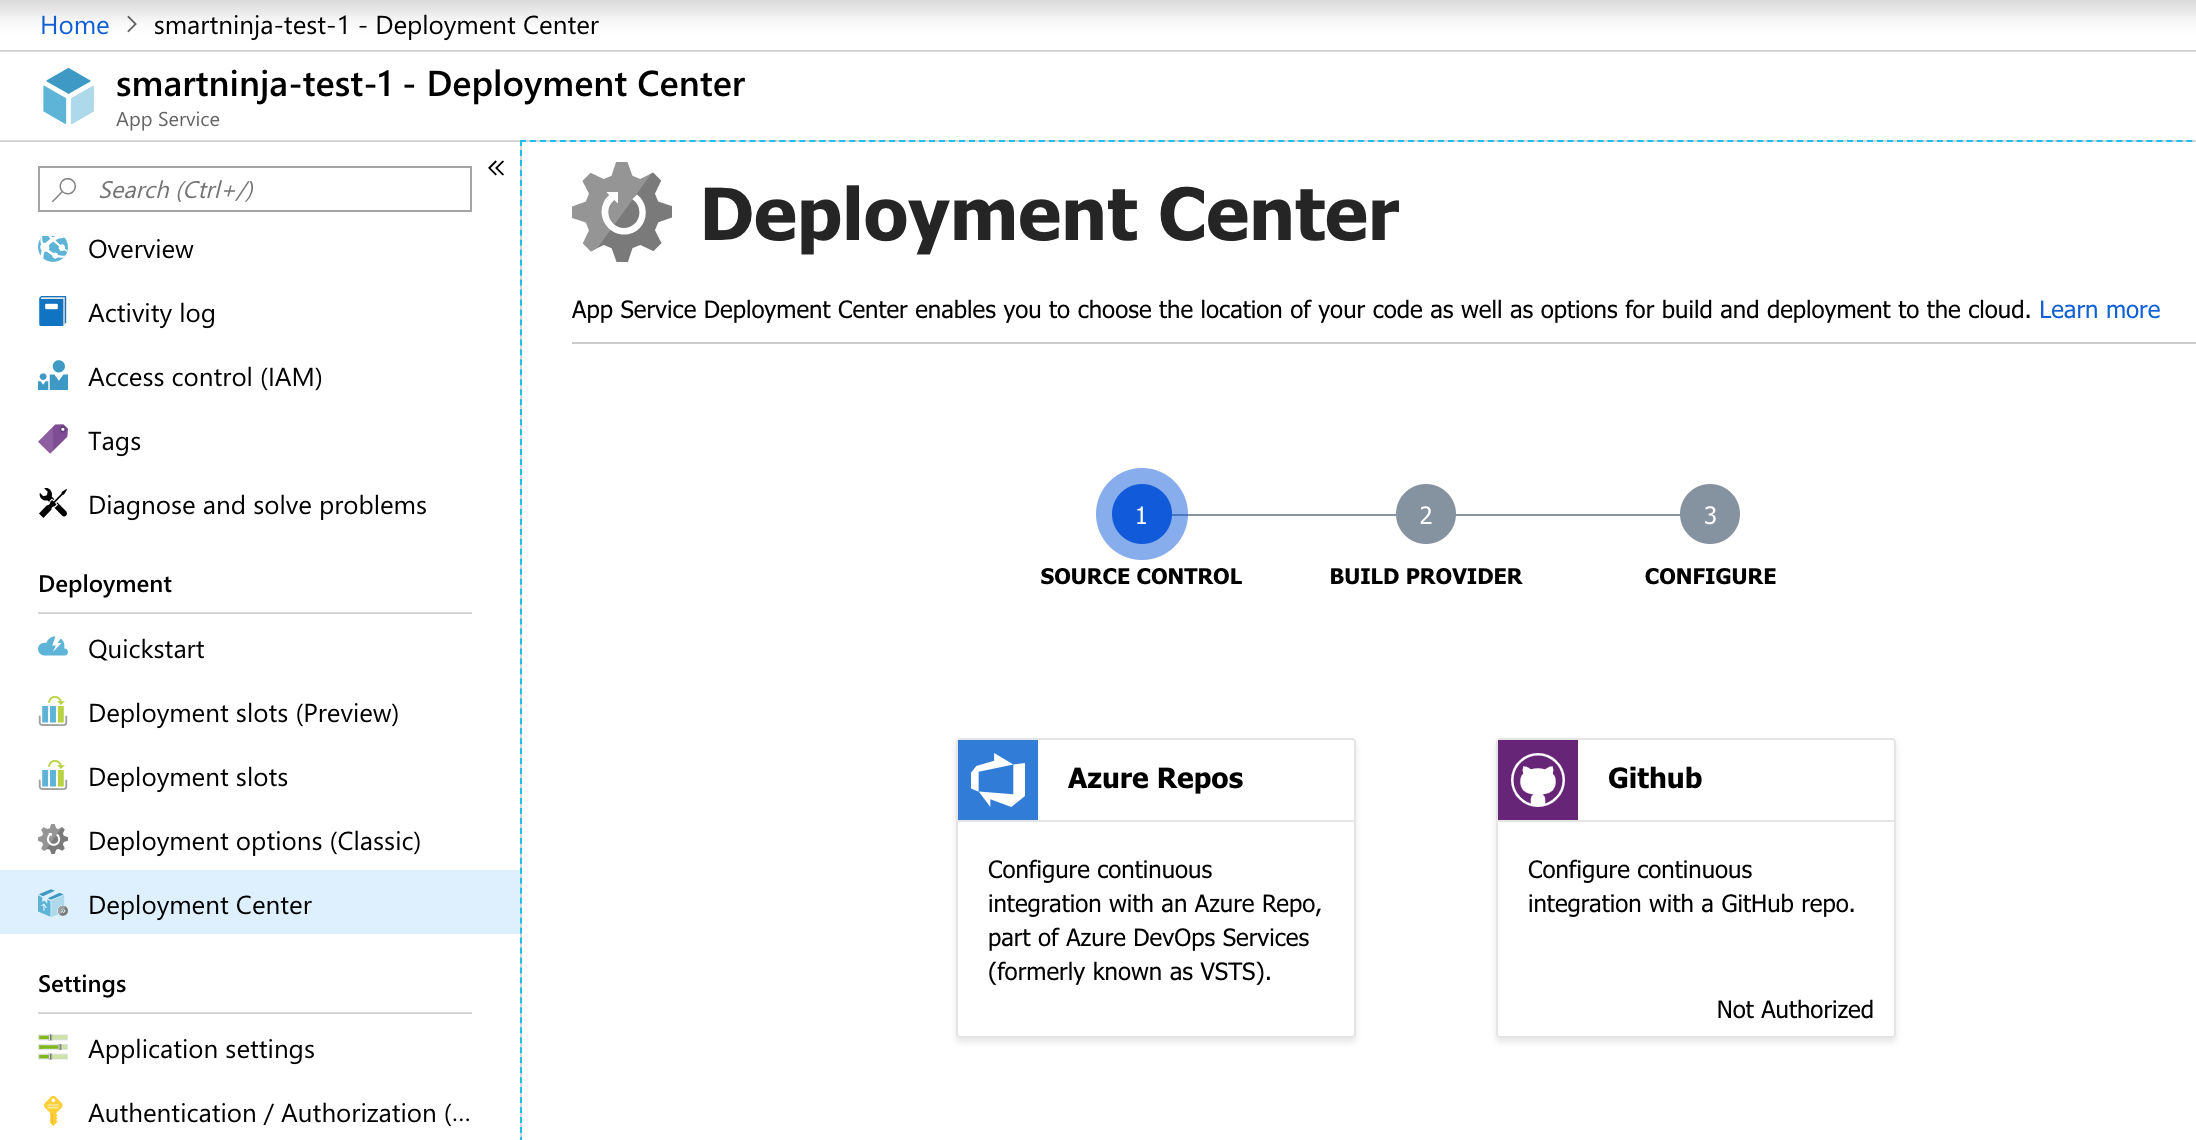 Home > smartninja-test-1 - Deployment Center
smartninja-test-1 - Deployment Center
App Service
Search (Ctrl+/)
Overview
Activity log
Access control (IAM)
Tags
Diagnose and solve problems
Deployment
Quickstart
Deployment slots (Preview)
Deployment slots
Deployment options (Classic)
Deployment Center
Settings
Application settings
Authentication / Authorization (...
Deployment Center
App Service Deployment Center enables you to choose the location of your code as well as options for build and deployment to the cloud. Learn more
1 2 3
SOURCE CONTROL BUILD PROVIDER CONFIGURE
Azure Repos
Configure continuous
integration with an Azure Repo,
part of Azure DevOps Services
(formerly known as VSTS).
Github
Configure continuous
integration with a GitHub repo.
Not Authorized